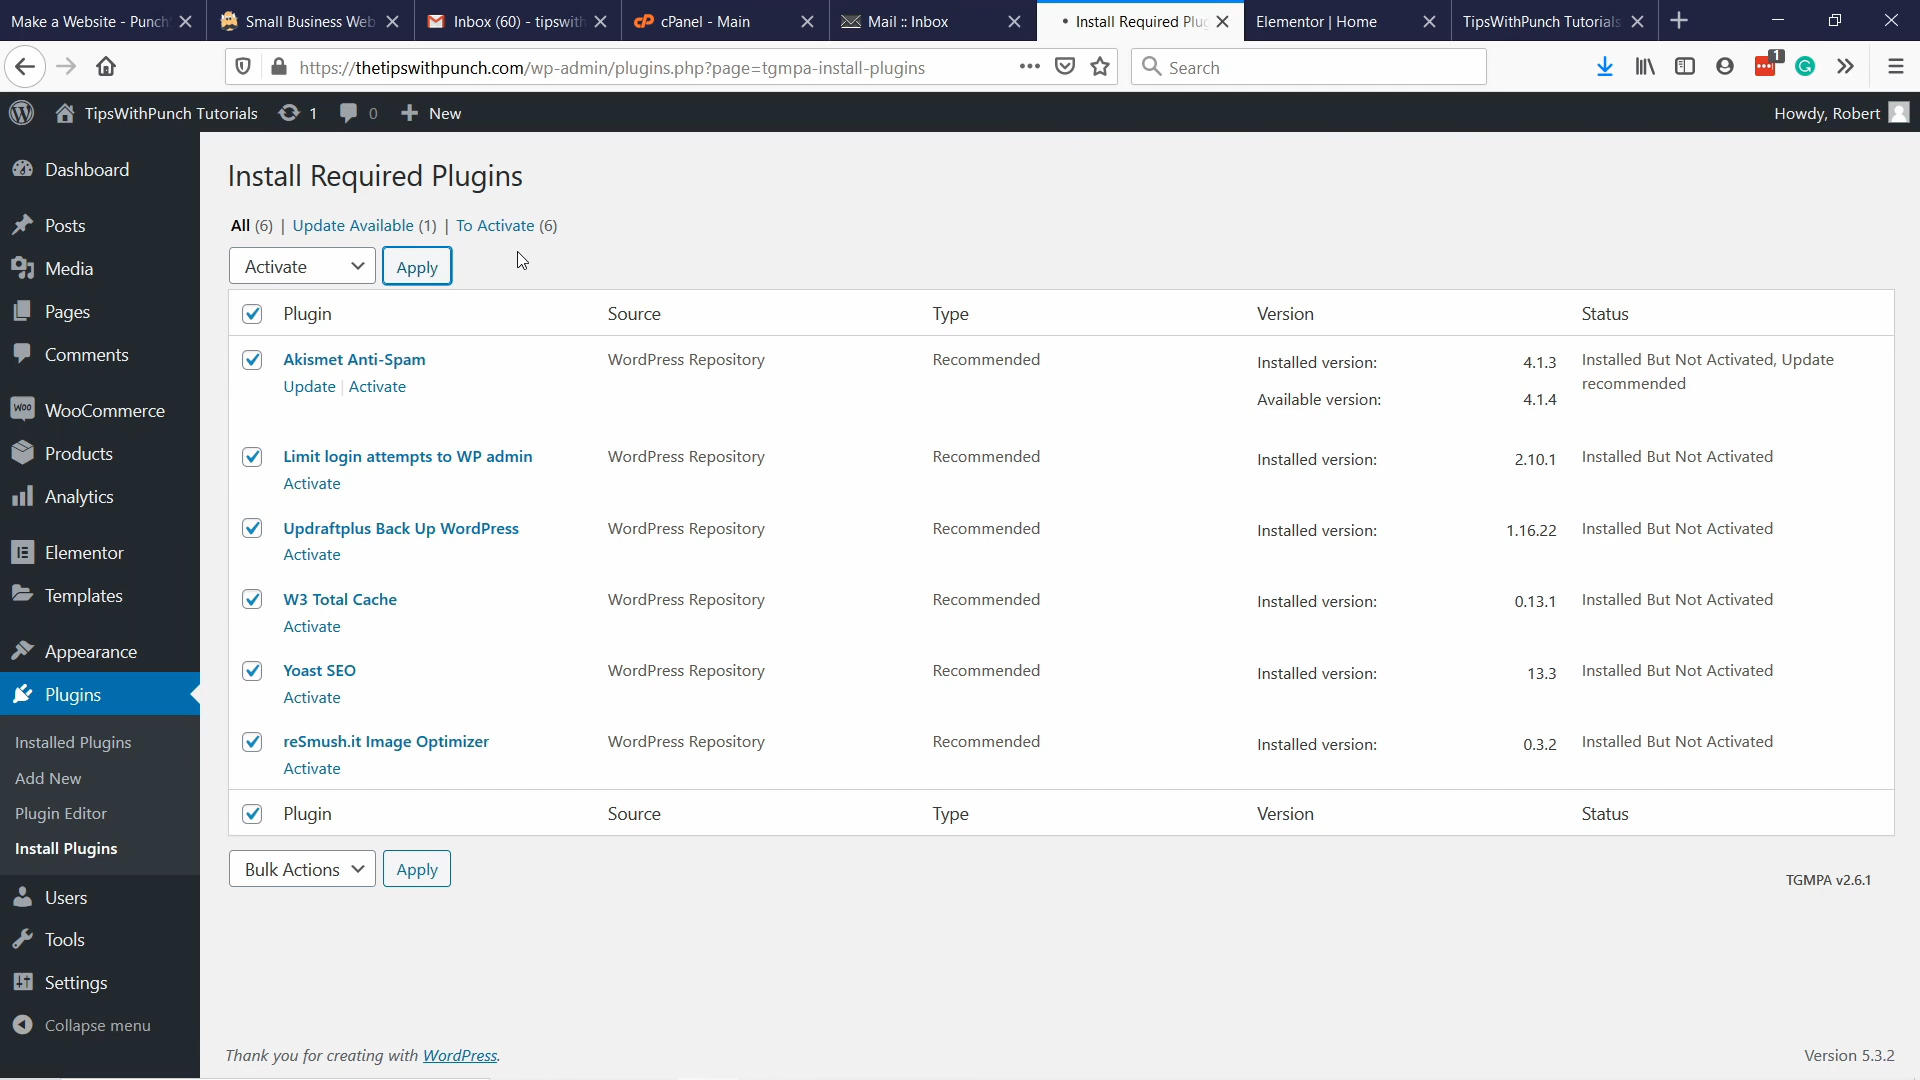 Make a Website - Punch
Small Business Web
Inbox (60) - tipswith
cPanel - Main
Mail :: Inbox
• Install Required Plug
Elementor | Home
TipsWithPunch Tutorials
https://thetipswithpunch.com/wp-admin/plugins.php?page=tgmpa-install-plugins
Search
1
TipsWithPunch Tutorials
1
0
New
Howdy, Robert
Dashboard
Posts
Media
Pages
Comments
WooCommerce
Products
Analytics
Elementor
Templates
Appearance
Plugins
Installed Plugins
Add New
Plugin Editor
Install Plugins
Users
Tools
Settings
Collapse menu
Install Required Plugins
All (6) | Update Available (1) | To Activate (6)
Activate Apply
Plugin Source Type Version Status
Akismet Anti-Spam WordPress Repository Recommended Installed version: 4.1.3 Installed But Not Activated, Update
recommended
Update | Activate Available version: 4.1.4
Limit login attempts to WP admin WordPress Repository Recommended Installed version: 2.10.1 Installed But Not Activated
Activate
Updraftplus Back Up WordPress WordPress Repository Recommended Installed version: 1.16.22 Installed But Not Activated
Activate
W3 Total Cache WordPress Repository Recommended Installed version: 0.13.1 Installed But Not Activated
Activate
Yoast SEO WordPress Repository Recommended Installed version: 13.3 Installed But Not Activated
Activate
reSmush.it Image Optimizer WordPress Repository Recommended Installed version: 0.3.2 Installed But Not Activated
Activate
Plugin Source Type Version Status
Bulk Actions Apply
TGMPA v2.6.1
Thank you for creating with WordPress.
Version 5.3.2